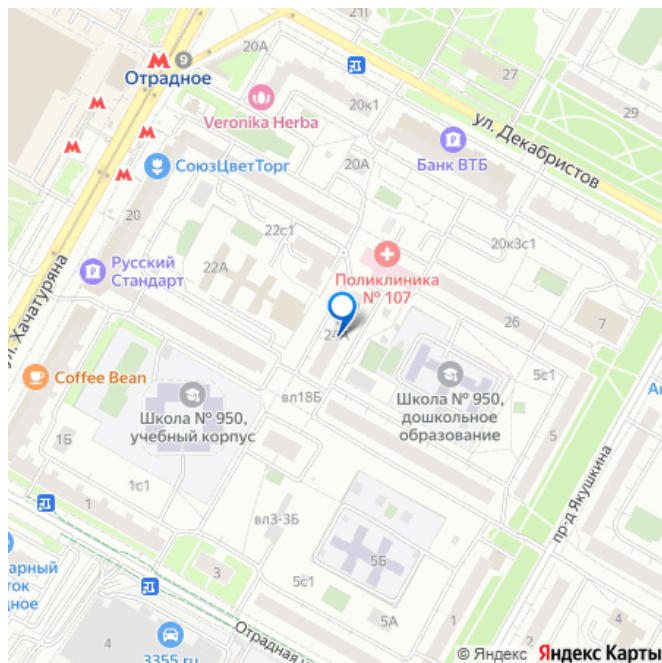 21Г
20А
9
Отрадное
27
20к1
29
Veronika Herba
ул. Декабристов
Банк ВТБ
20А
СоюзЦветТорг
20
22с1
20к3с1
Русский
Стандарт
22А
Поликлиника
№ 107
ул. Хачатуряна
24А
26
7
Coffee Bean
5с1
Школа № 950,
учебный корпус
вл18Б
Школа № 950,
дошкольное
образование
1Б
5
1с1
1
вл3-3Б
пр-д Якушкина
3
5с1
5Б
5А
1
4
4
Отрадная
3355.ru
© Яндекс Яндекс Карты